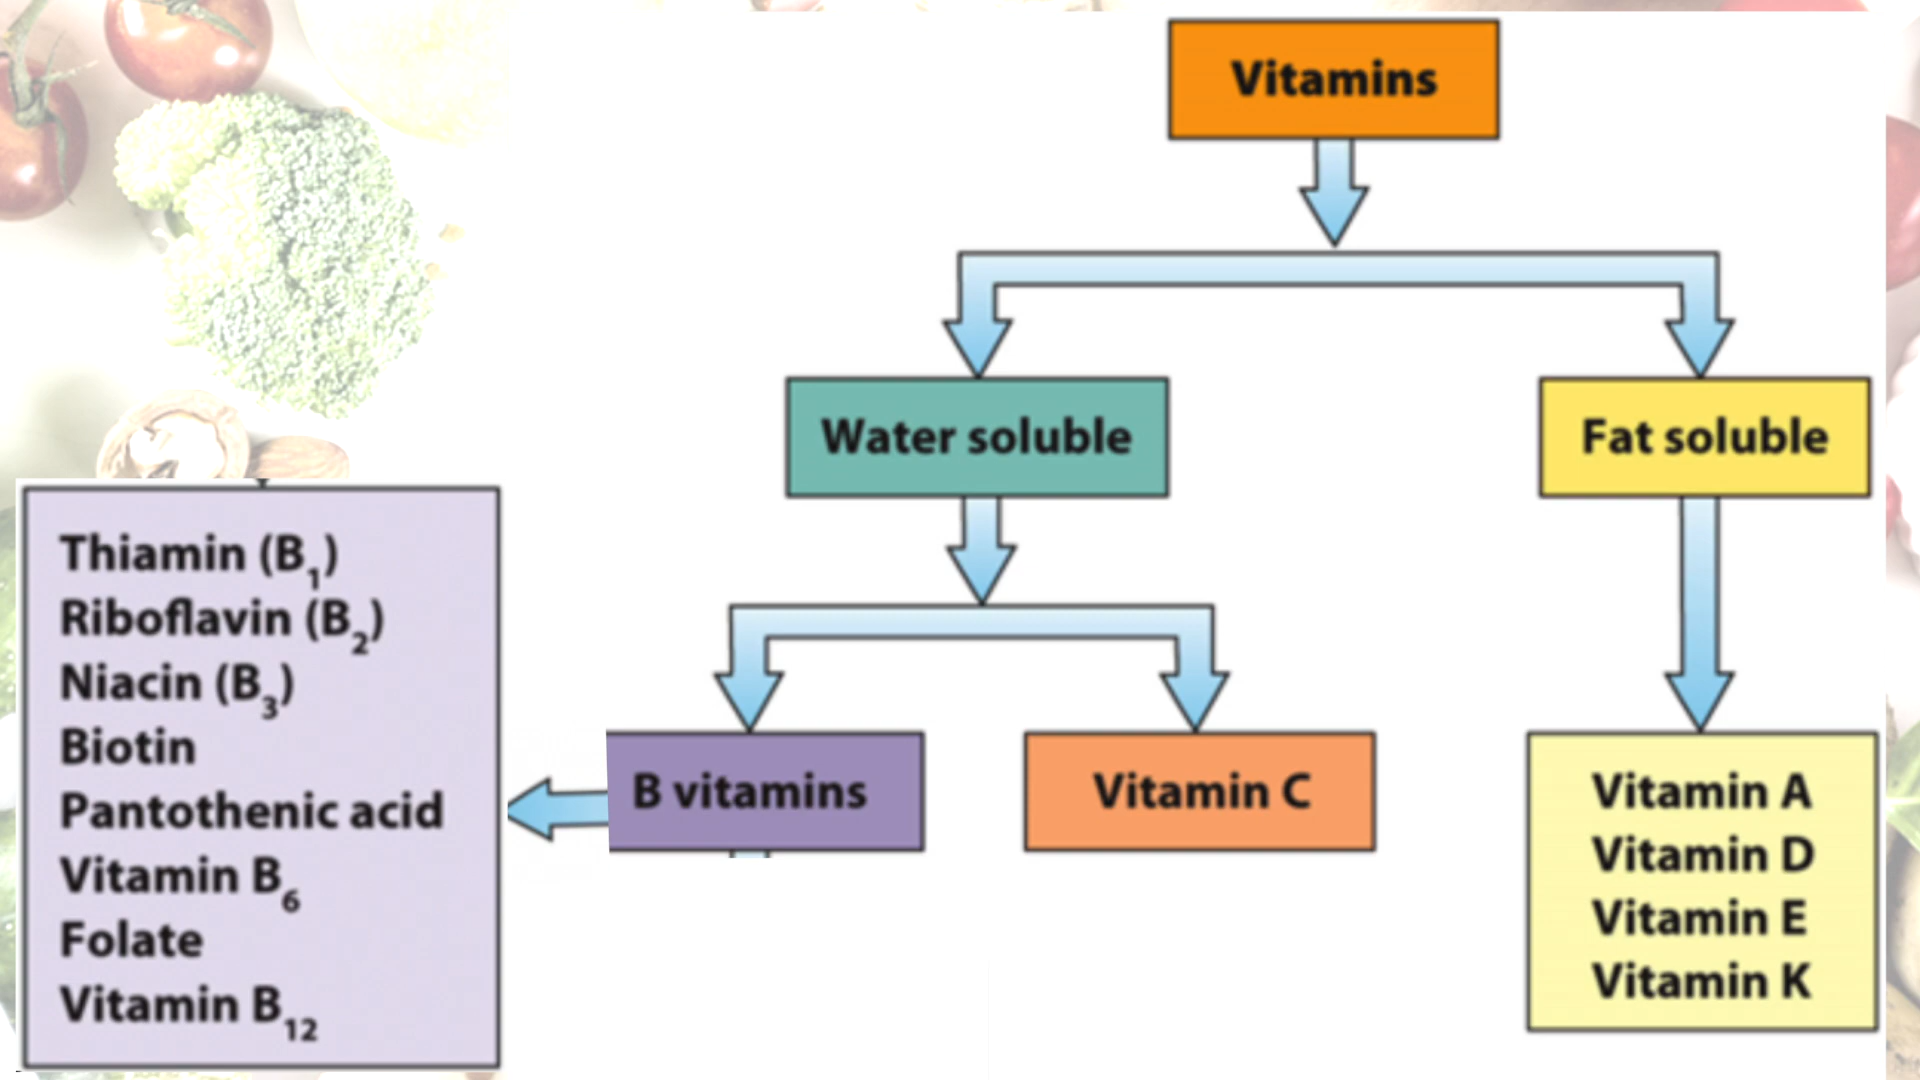 Vitamins
Water soluble
Fat soluble
B vitamins
Vitamin C
Thiamin (B₁)
Riboflavin (B₂)
Niacin (B₃)
Biotin
Pantothenic acid
Vitamin B₆
Folate
Vitamin B₁₂
Vitamin A
Vitamin D
Vitamin E
Vitamin K